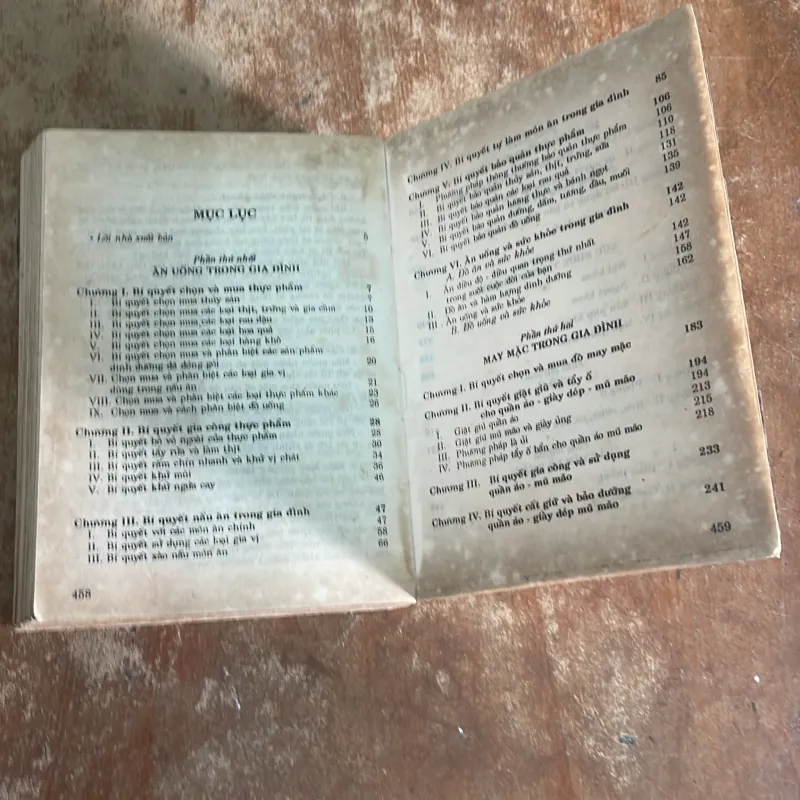 MỤC LỤC
• Lời nhà xuất bản 5
Phần thứ nhất
ĂN UỐNG TRONG GIA ĐÌNH
Chương I. Bí quyết chọn và mua thực phẩm 7
I. Bí quyết chọn mua thủy sản 7
II. Bí quyết chọn mua các loại thịt, trứng và gia cầm 10
III. Bí quyết chọn mua các loại rau đậu 13
IV. Bí quyết chọn mua các loại hoa quả 15
V. Bí quyết chọn mua các loại hàng khô 16
VI. Bí quyết chọn mua và phân biệt các sản phẩm
dinh dưỡng đã đóng gói 20
VII. Chọn mua và phân biệt các loại gia vị
dùng trong nấu ăn 21
VIII. Chọn mua và phân biệt các loại thực phẩm khác 23
IX. Chọn mua và cách phân biệt đồ uống 26
Chương II. Bí quyết gia công thực phẩm 28
I. Bí quyết bỏ vỏ ngoài của thực phẩm 28
II. Bí quyết tẩy rửa và làm thịt 30
III. Bí quyết rấm chín nhanh và khử vị chát 34
IV. Bí quyết khử mùi 36
V. Bí quyết khử ngứa cay 46
Chương III. Bí quyết nấu ăn trong gia đình 47
I. Bí quyết với các món ăn chính 47
II. Bí quyết sử dụng các loại gia vị 58
III. Bí quyết xào nấu món ăn 66
458
Chương IV. Bí quyết tự làm món ăn trong gia đình 85
Chương V. Bí quyết bảo quản thực phẩm 106
I. Phương pháp thông thường bảo quản thực phẩm 106
II. Bí quyết bảo quản thủy sản, thịt, trứng, sữa 110
III. Bí quyết bảo quản các loại rau quả 118
IV. Bí quyết bảo quản lương thực và bánh ngọt 131
V. Bí quyết bảo quản đường, dấm, tương, dầu, muối 135
VI. Bí quyết bảo quản đồ uống 139
Chương VI. Ăn uống và sức khỏe trong gia đình 142
A. Đồ ăn và sức khỏe 142
I. Ăn điều độ - điều quan trọng thứ nhất
trong suốt cuộc đời của bạn 142
II. Đồ ăn và hàm lượng dinh dưỡng 147
III. Ăn uống và sức khỏe 158
B. Đồ uống và sức khỏe 162
Phần thứ hai
MAY MẶC TRONG GIA ĐÌNH
Chương I. Bí quyết chọn và mua đồ may mặc 183
Chương II. Bí quyết giặt giũ và tẩy ố
cho quần áo - giày dép - mũ mão 194
I. Giặt giũ quần áo 194
II. Giặt giũ mũ mão và giày ủng 213
III. Phương pháp là ủi 215
IV. Phương pháp tẩy ố bẩn cho quần áo mũ mão 218
Chương III. Bí quyết gia công và sử dụng
quần áo - mũ mão 233
Chương IV. Bí quyết cất giữ và bảo dưỡng
quần áo - giày dép mũ mão 241
459